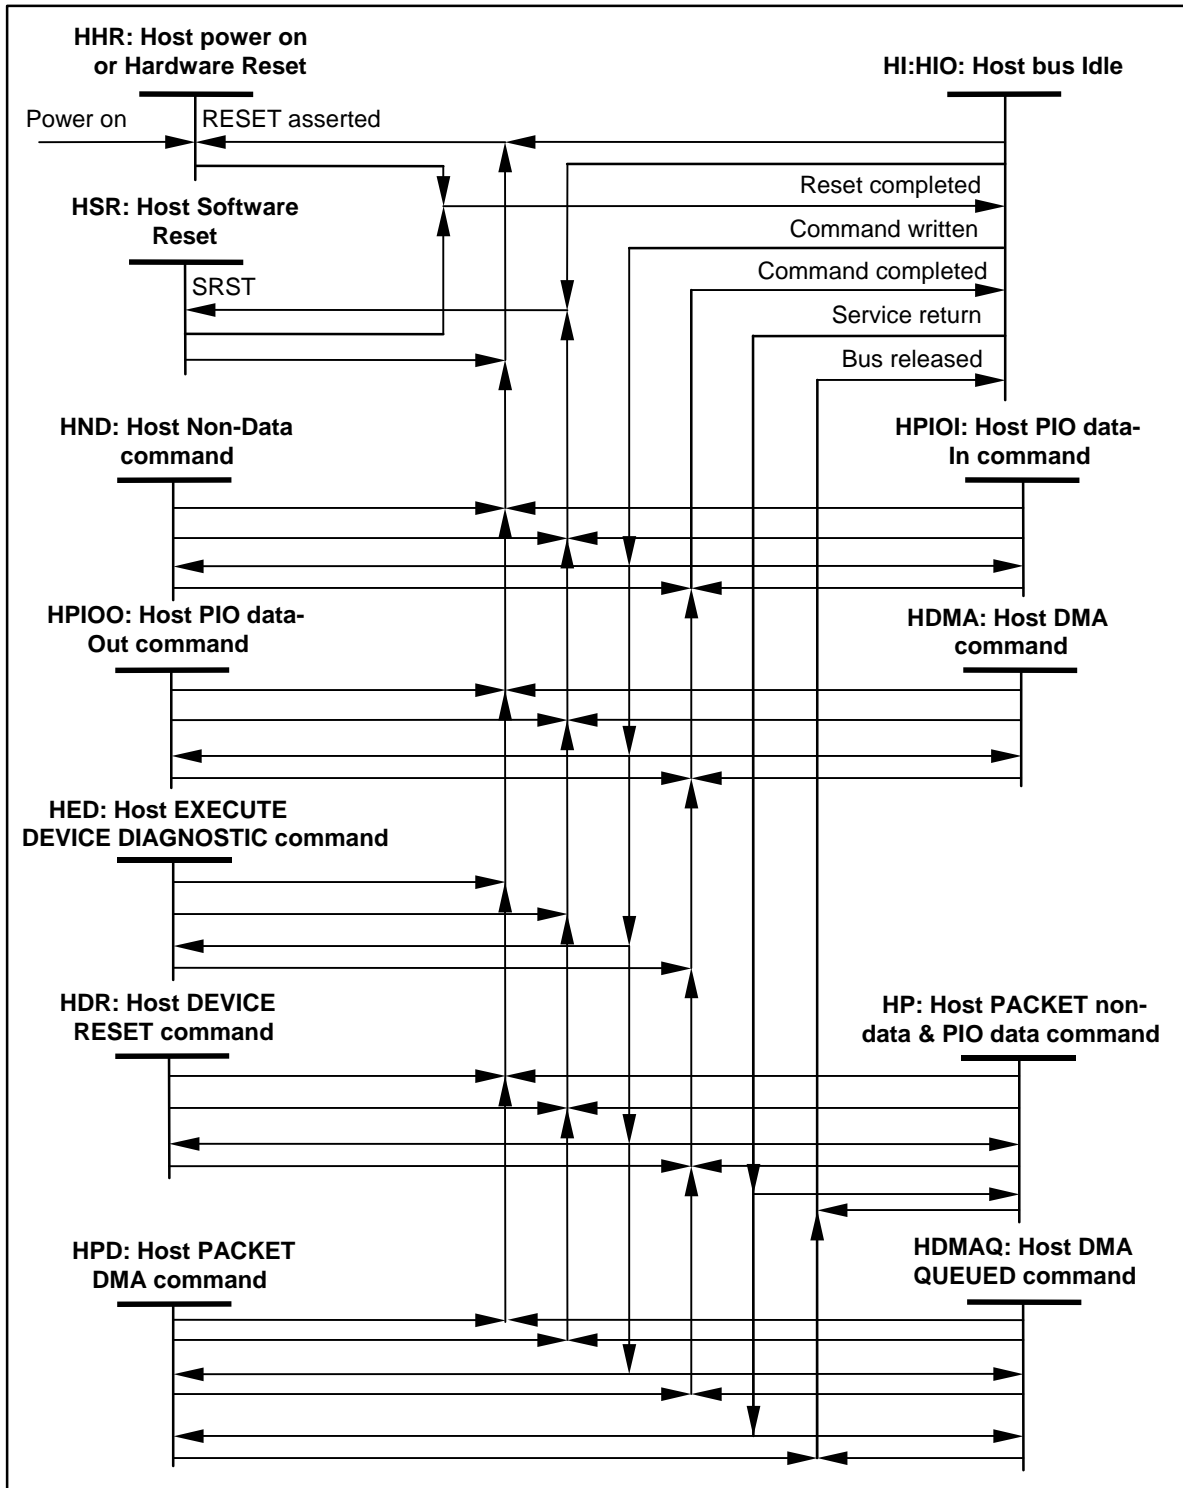 HHR: Host power on
or Hardware Reset
HI:HIO: Host bus Idle
Power on
RESET asserted
Reset completed
HSR: Host Software
Reset
Command written
Command completed
SRST
Service return
Bus released
HND: Host Non-Data
command
HPIOI: Host PIO data-
In command
HPIOO: Host PIO data-
Out command
HDMA: Host DMA
command
HED: Host EXECUTE
DEVICE DIAGNOSTIC command
HDR: Host DEVICE
RESET command
HP: Host PACKET non-
data & PIO data command
HPD: Host PACKET
DMA command
HDMAQ: Host DMA
QUEUED command